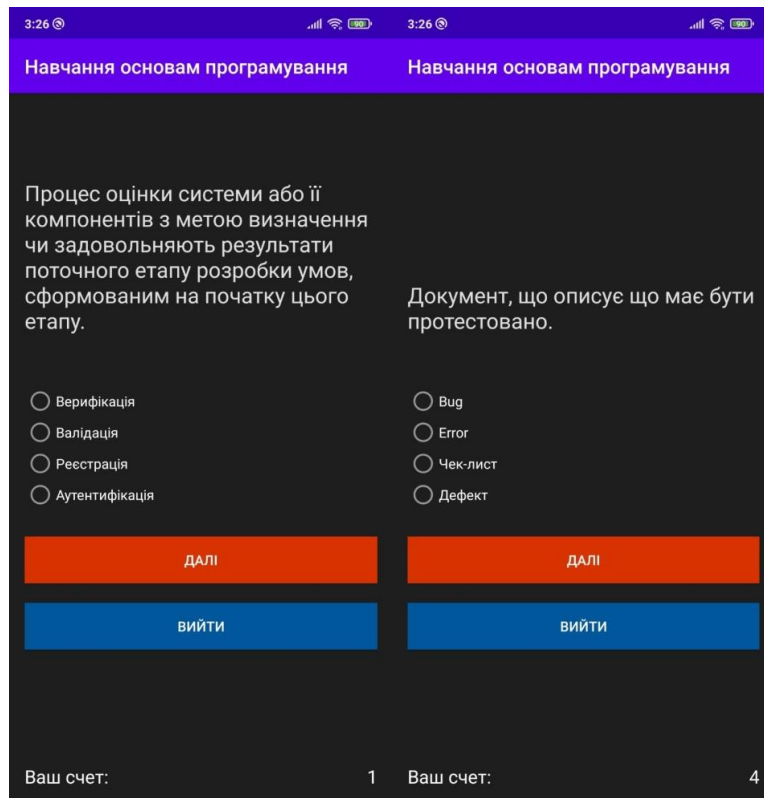 3:26
90
Навчання основам програмування
Процес оцінки системи або її
компонентів з метою визначення
чи задовольняють результати
поточного етапу розробки умов,
сформованим на початку цього
етапу.
Верифікація
Валідація
Реєстрація
Аутентифікація
ДАЛІ
ВИЙТИ
Ваш счет: 1
3:26
90
Навчання основам програмування
Документ, що описує що має бути
протестовано.
Bug
Error
Чек-лист
Дефект
ДАЛІ
ВИЙТИ
Ваш счет: 4